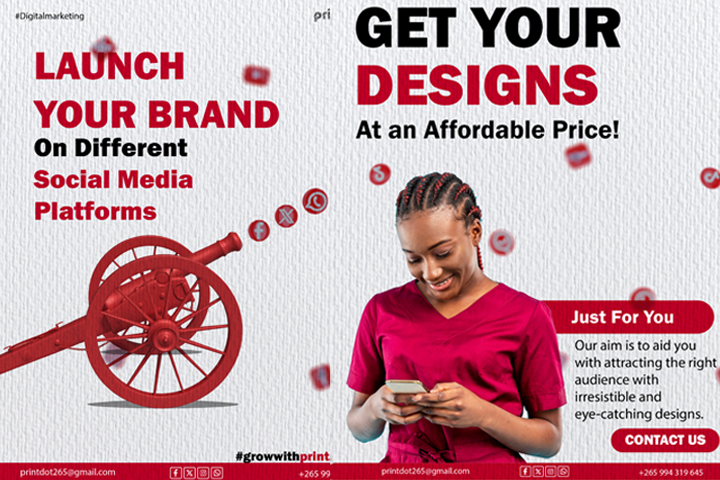 #Digitalmarketing
pri
LAUNCH
YOUR BRAND
On Different
Social Media
Platforms
#growwithprint
printdot265@gmail.com
+265 99
GET YOUR
DESIGNS
At an Affordable Price!
Just For You
Our aim is to aid you
with attracting the right
audience with
irresistible and
eye-catching designs.
CONTACT US
printdot265@gmail.com
+265 994 319 645